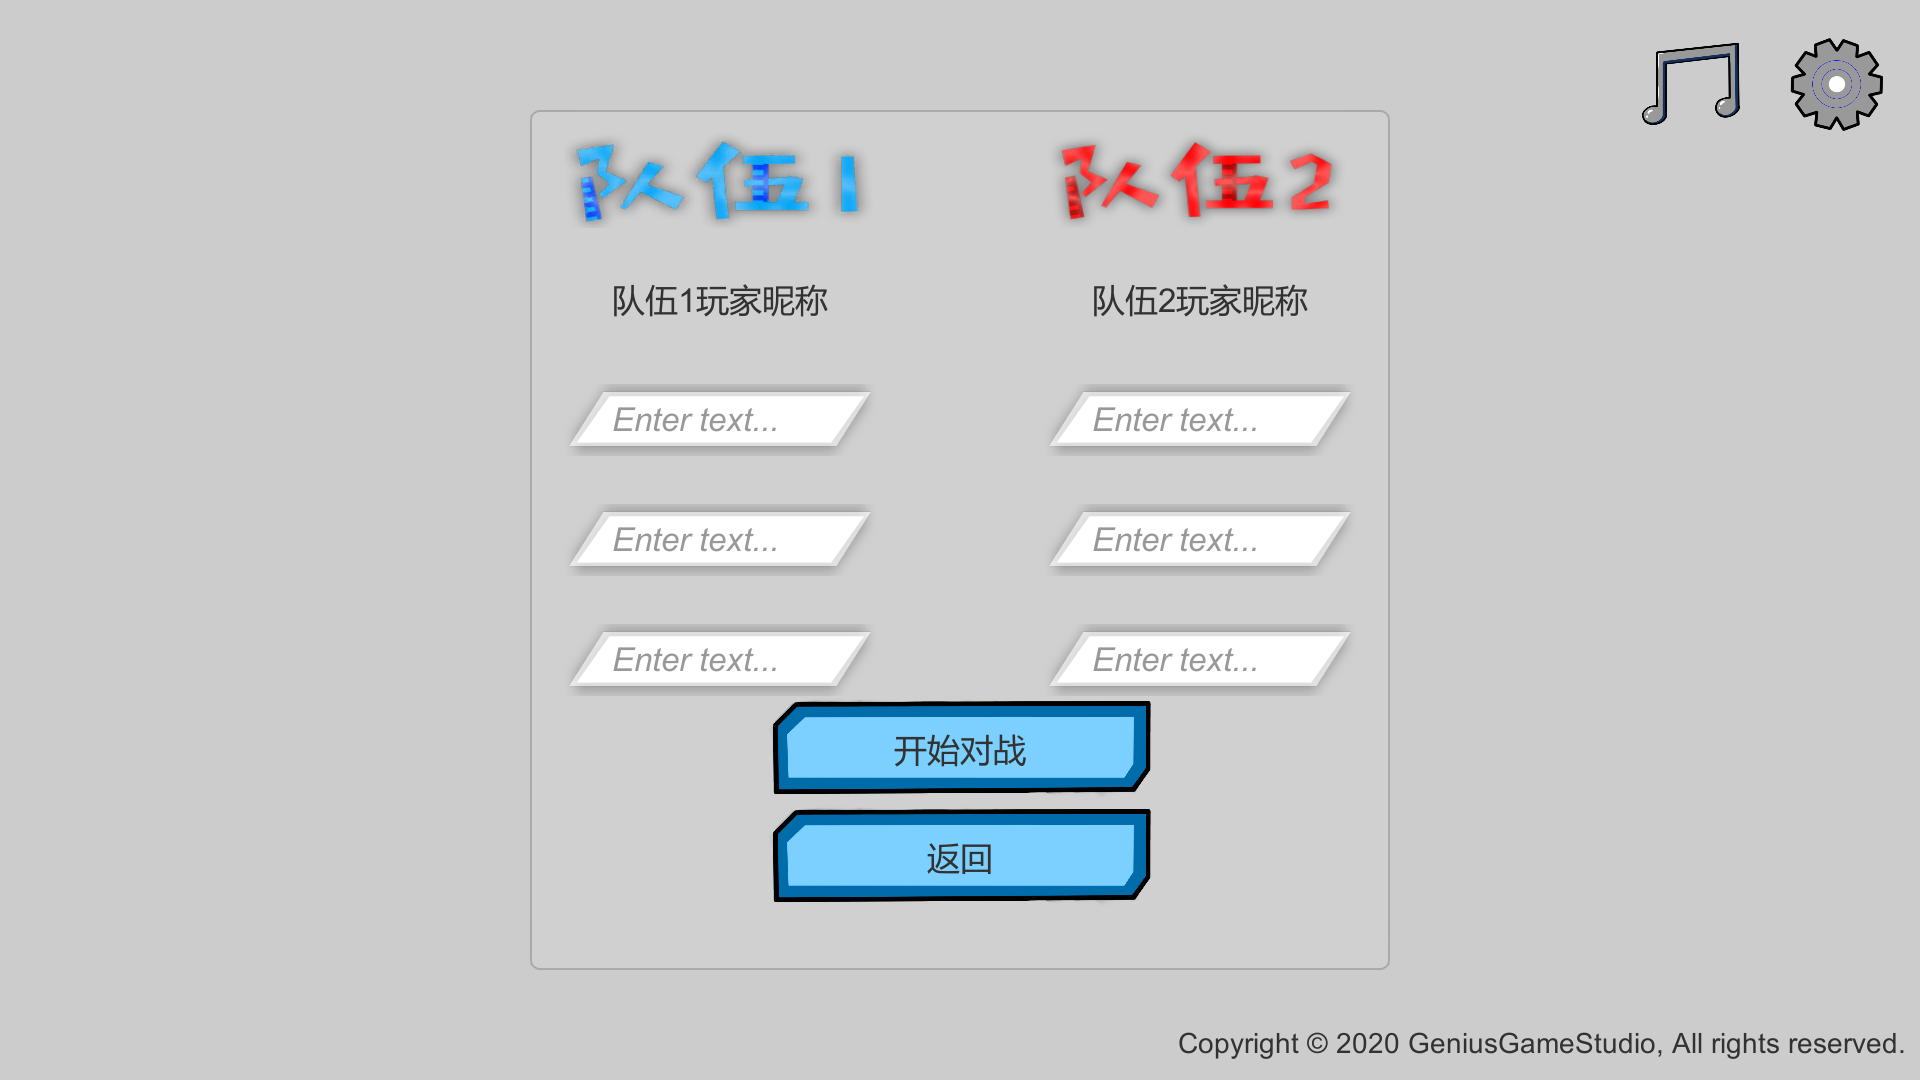 队伍1
队伍2
队伍1玩家昵称
队伍2玩家昵称
Enter text...
Enter text...
Enter text...
Enter text...
Enter text...
Enter text...
开始对战
返回
Copyright © 2020 GeniusGameStudio, All rights reserved.